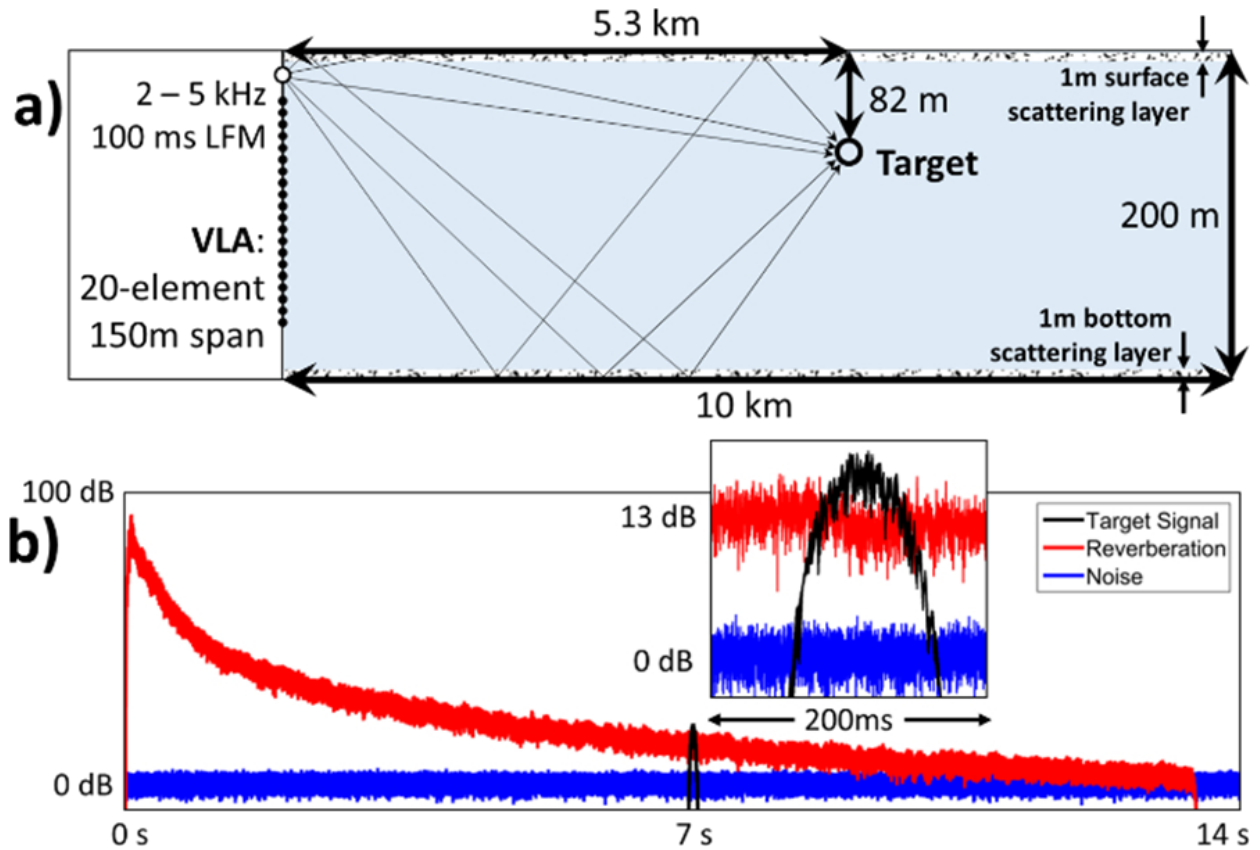 5.3 km
a)
2 – 5 kHz
100 ms LFM
VLA:
20-element
150m span
82 m
Target
1m surface
scattering layer
200 m
1m bottom
scattering layer
10 km
b)
100 dB
0 dB
13 dB
0 dB
200ms
Target Signal
Reverberation
Noise
0 s
7 s
14 s